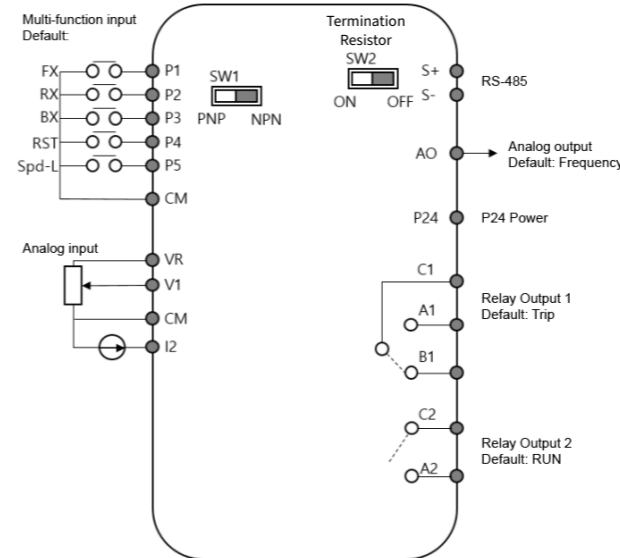 Multi-function input
Default:
FX
P1
RX
P2
BX
P3
RST
P4
Spd-L
P5
CM
SW1
PNP
NPN
Termination
Resistor
SW2
ON
OFF
S+
S-
RS-485
AO
Analog output
Default: Frequency
P24
P24 Power
Analog input
VR
V1
CM
I2
C1
A1
B1
Relay Output 1
Default: Trip
C2
A2
Relay Output 2
Default: RUN